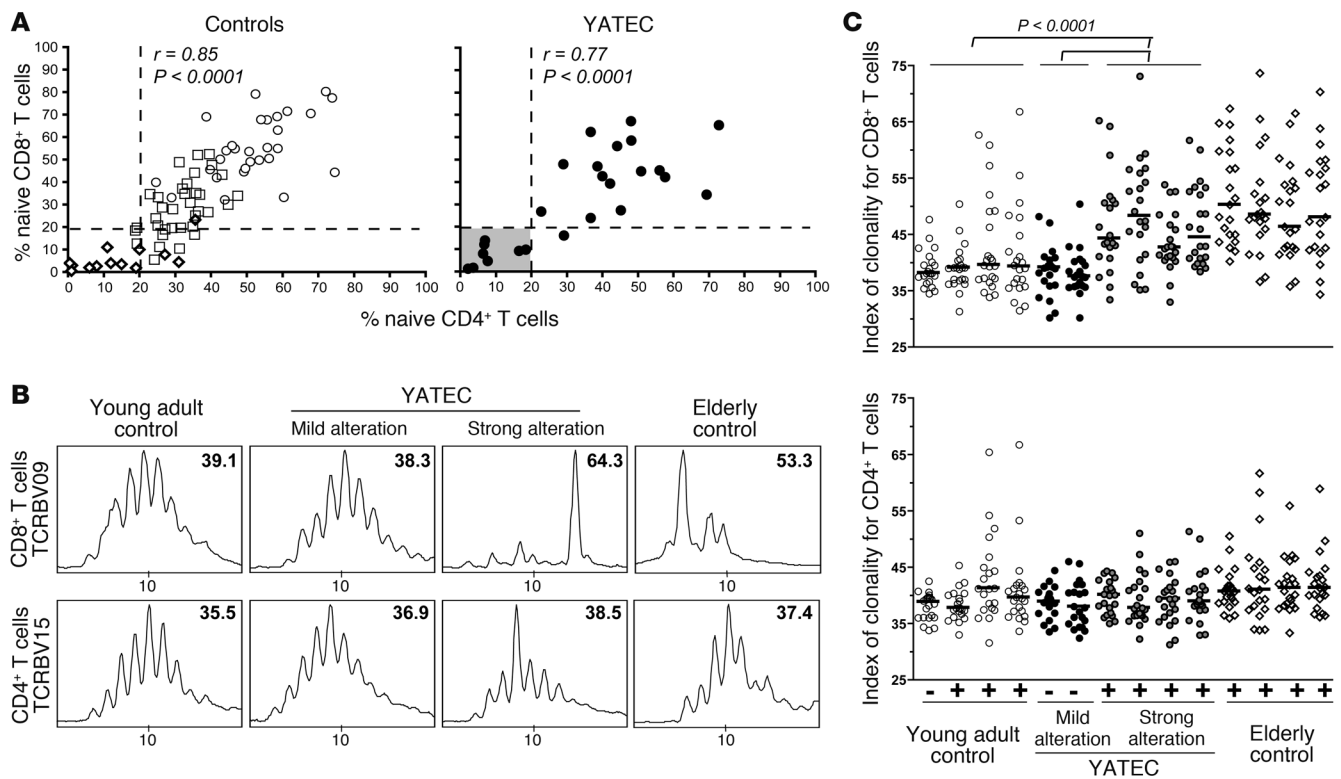 A
Controls
YATEC
r = 0.85
P < 0.0001
r = 0.77
P < 0.0001
% naive CD8+ T cells
100
90
80
70
60
50
40
30
20
10
0
0 10 20 30 40 50 60 70 80 90 100
0 10 20 30 40 50 60 70 80 90 100
% naive CD4+ T cells
B
Young adult
control
YATEC
Mild alteration
Strong alteration
Elderly
control
CD8+ T cells
TCRBV09
39.1
38.3
64.3
53.3
10
10
10
10
CD4+ T cells
TCRBV15
35.5
36.9
38.5
37.4
10
10
10
10
C
P < 0.0001
Index of clonality for CD8+ T cells
75
65
55
45
35
25
Index of clonality for CD4+ T cells
75
65
55
45
35
25
- + + + - - + + + + + + + +
Young adult
control
Mild
alteration
Strong
alteration
YATEC
Elderly
control